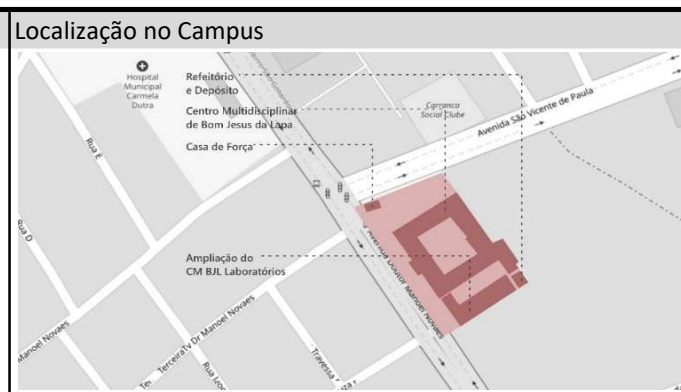 Localização no Campus
Hospital
Municipal
Carmela
Dutra
Refeitório
e Depósito
Centro Multidisciplinar
de Bom Jesus da Lapa
Casa de Força
Carranca
Social Clube
Avenida São Vicente de Paula
Rua E
Rua D
Ampliação do
CM BJL Laboratórios
Avenida Doutor Manoel Novaes
Manoel Novaes
Terceira Tv Dr Manoel Novaes
Travessa
Rua
Te